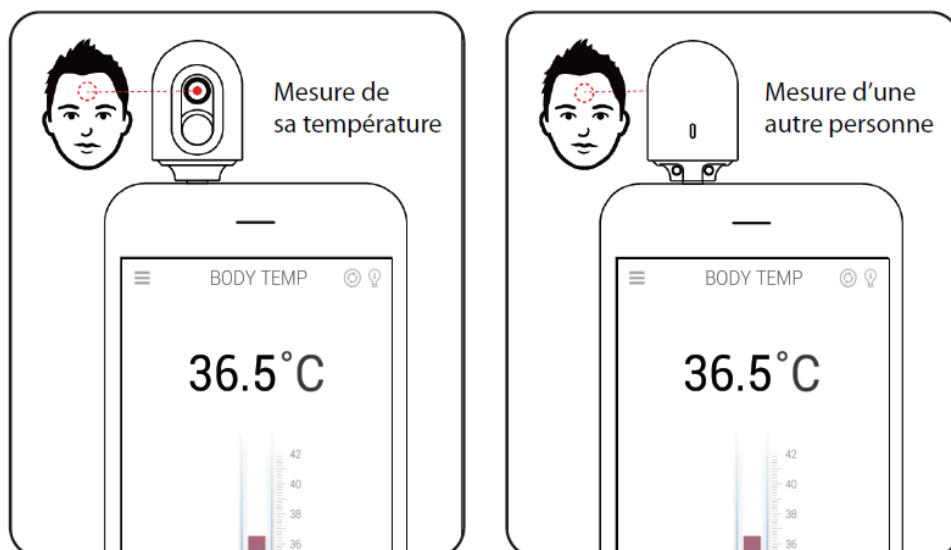 Mesure de
sa température
BODY TEMP
36.5°C
42
40
38
36
Mesure d'une
autre personne
BODY TEMP
36.5°C
42
40
38
36